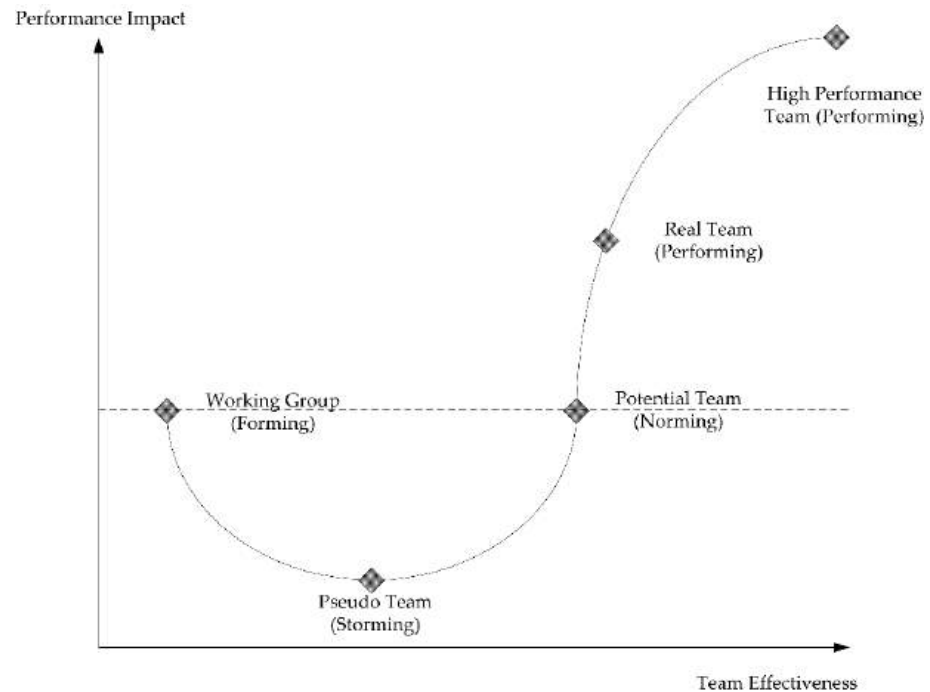 Performance Impact
High Performance
Team (Performing)
Real Team
(Performing)
Working Group
(Forming)
Potential Team
(Norming)
Pseudo Team
(Storming)
Team Effectiveness